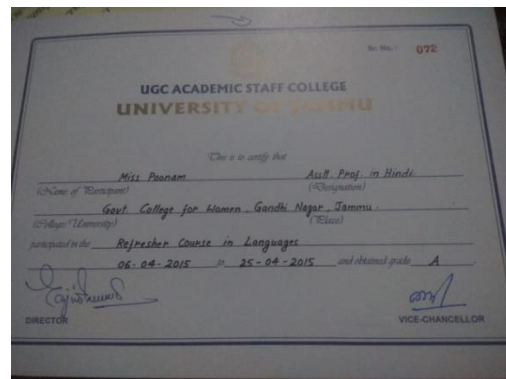 Sr. No. : 072
UGC ACADEMIC STAFF COLLEGE
UNIVERSITY OF JAMMU
This is to certify that
Miss Poonam Asstt. Prof. in Hindi
(Name of Participant) (Designation)
Govt. College for Women, Gandhi Nagar, Jammu.
(College/University) (Place)
participated in the Refresher Course in Languages
06-04-2015 to 25-04-2015 and obtained grade A
DIRECTOR VICE-CHANCELLOR